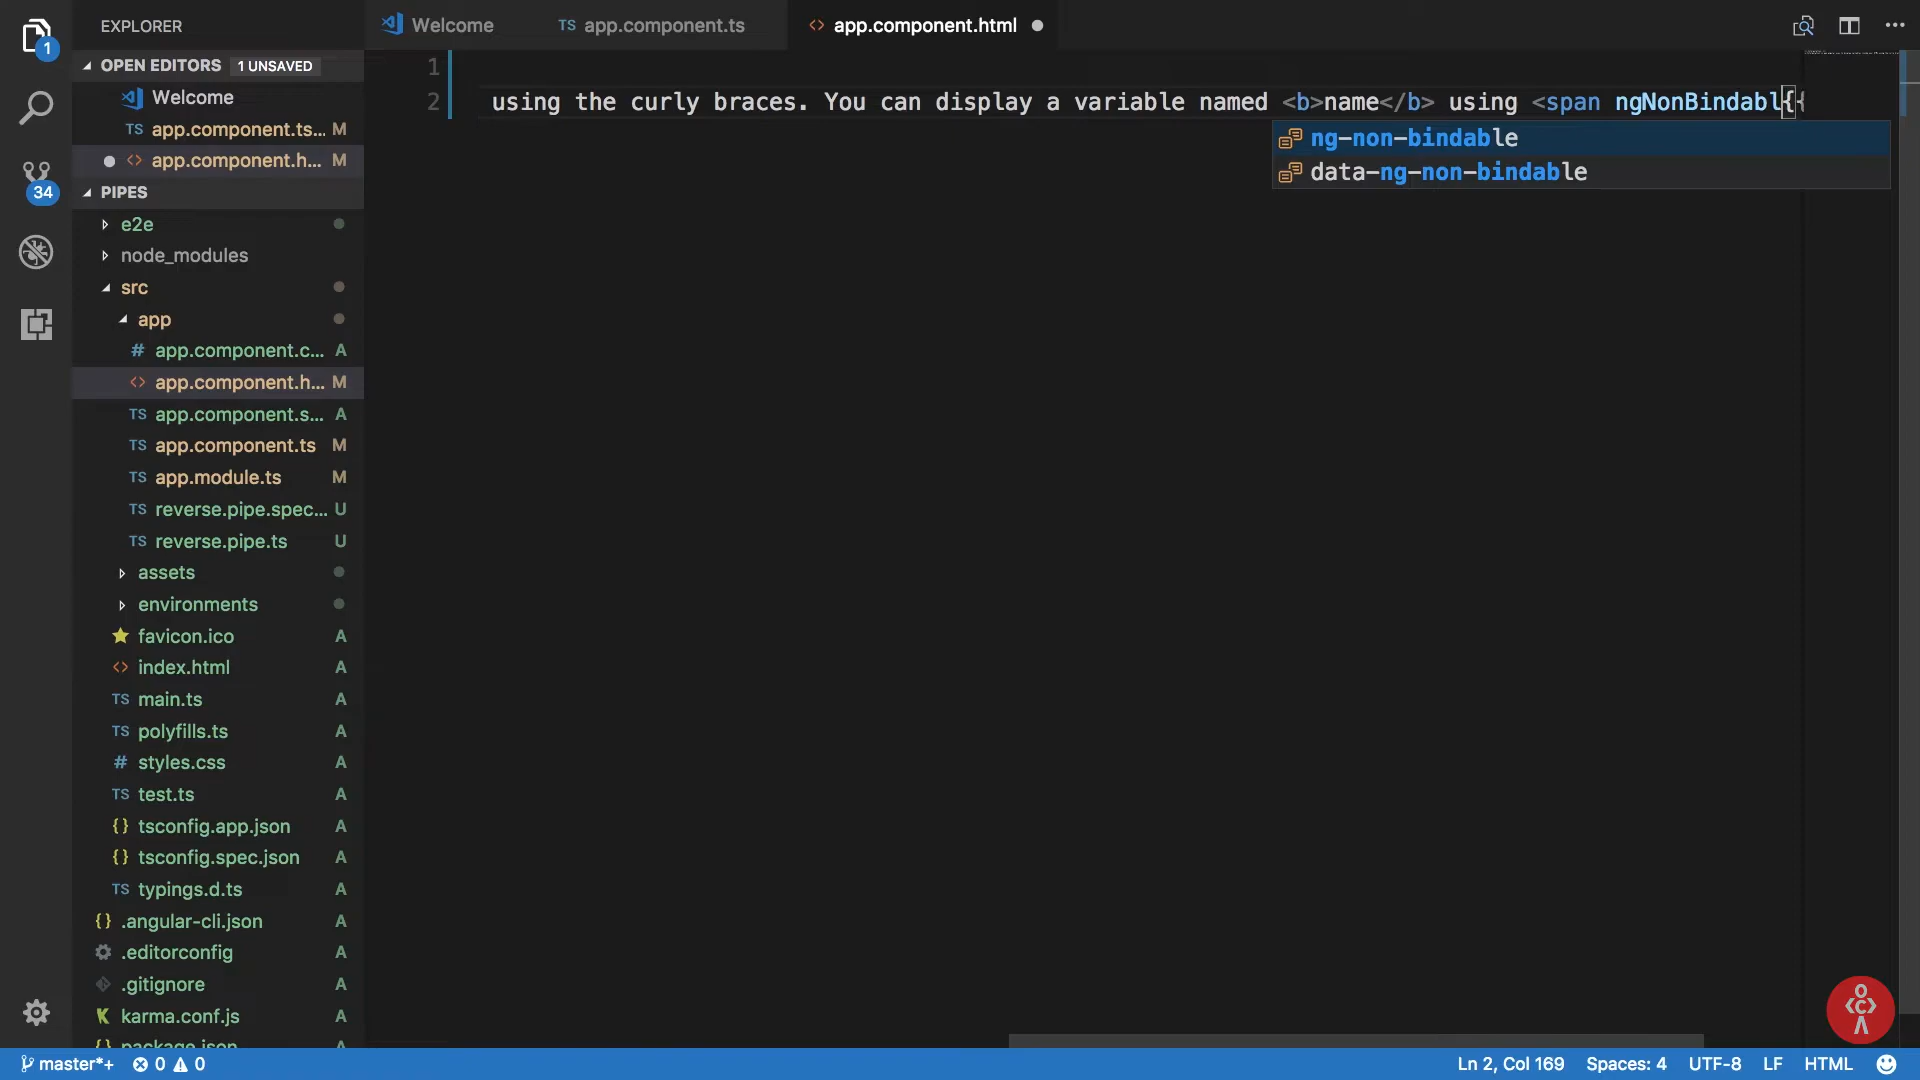 EXPLORER
Welcome
TS app.component.ts
<> app.component.html
1
OPEN EDITORS 1 UNSAVED
Welcome
TS app.component.ts... M
<> app.component.h... M
34
PIPES
e2e
node_modules
src
app
# app.component.c... A
<> app.component.h... M
TS app.component.s... A
TS app.component.ts M
TS app.module.ts M
TS reverse.pipe.spec... U
TS reverse.pipe.ts U
assets
environments
favicon.ico A
<> index.html A
TS main.ts A
TS polyfills.ts A
# styles.css A
TS test.ts A
{} tsconfig.app.json A
{} tsconfig.spec.json A
TS typings.d.ts A
{} .angular-cli.json A
.editorconfig A
.gitignore A
K karma.conf.js A
{} package.json A
1
2 using the curly braces. You can display a variable named <b>name</b> using <span ngNonBindabl{{
ng-non-bindable
data-ng-non-bindable
master*+ 0 0
Ln 2, Col 169 Spaces: 4 UTF-8 LF HTML